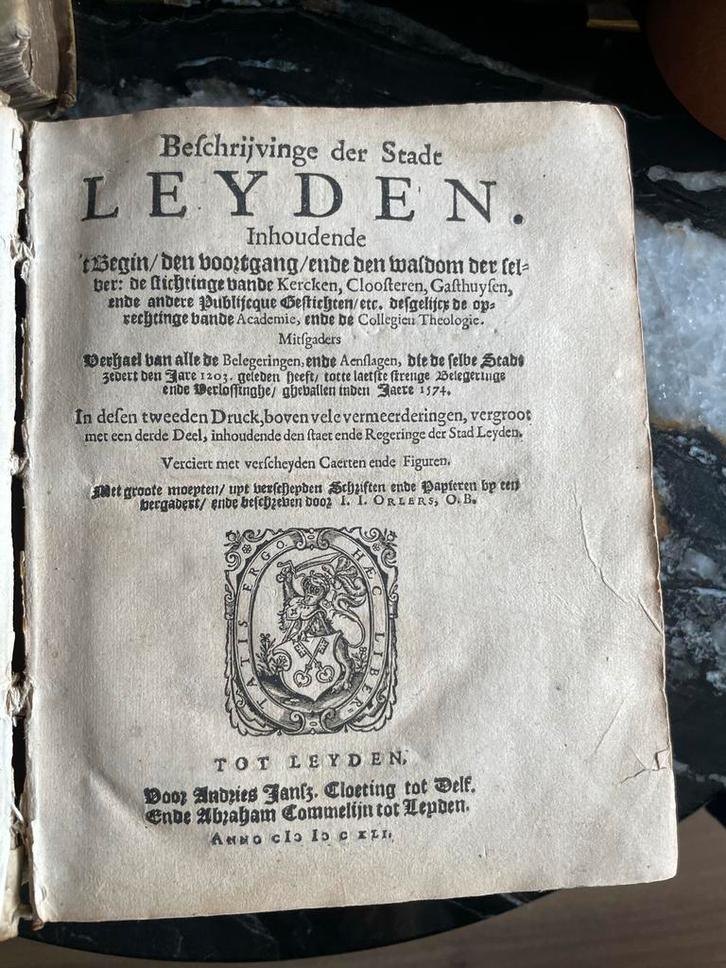 Beſchrijvinge der Stadt
LEYDEN.
Inhoudende
'tBegin/ den voortgang/ ende den wasdom der ſel-
ver: de ſtichtinge vande Kercken, Clooſteren, Gaſthuyſen,
ende andere Publijcque Geſtichten/ etc. deſgelijcx de op-
rechtinge vande Academie, ende de Collegien Theologie.
Mitſgaders
Verhael van alle de Belegeringen, ende Aenſlagen, die de ſelbe Stadt
zedert den Jare 1203. geleden heeft/ totte laetſte ſtrenge Belegeringe
ende Verloſſinghe/ ghevallen inden Jaere 1574.
In deſen tweeden Druck, boven vele vermeerderingen, vergroot
met een derde Deel, inhoudende den ſtaet ende Regeringe der Stad Leyden.
Verciert met verſcheyden Caerten ende Figuren.
Met groote moeyten/ uyt verſcheyden Schriften ende Papieren by een
vergadert/ ende beſchreven door I. I. ORLERS, O.B.
HÆC LIBER-
TATIS ERGO
TOT LEYDEN,
Voor Andries Janſz. Cloeting tot Delf.
Ende Abraham Commelijn tot Leyden.
ANNO cIↃ IↃ c XLI.